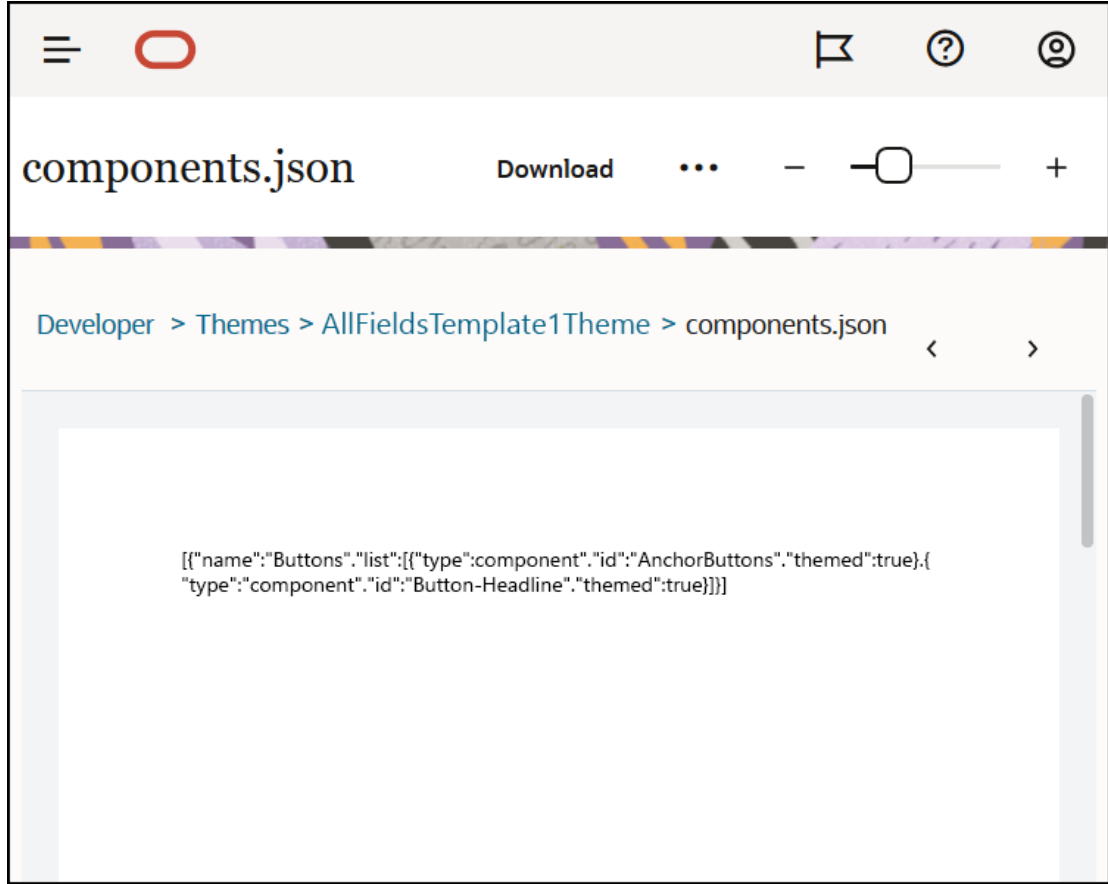 components.json
Download
Developer > Themes > AllFieldsTemplate1Theme > components.json
[{"name":"Buttons"."list":[{"type":component"."id":"AnchorButtons"."themed":true}.{
"type":"component"."id":"Button-Headline"."themed":true}]}]